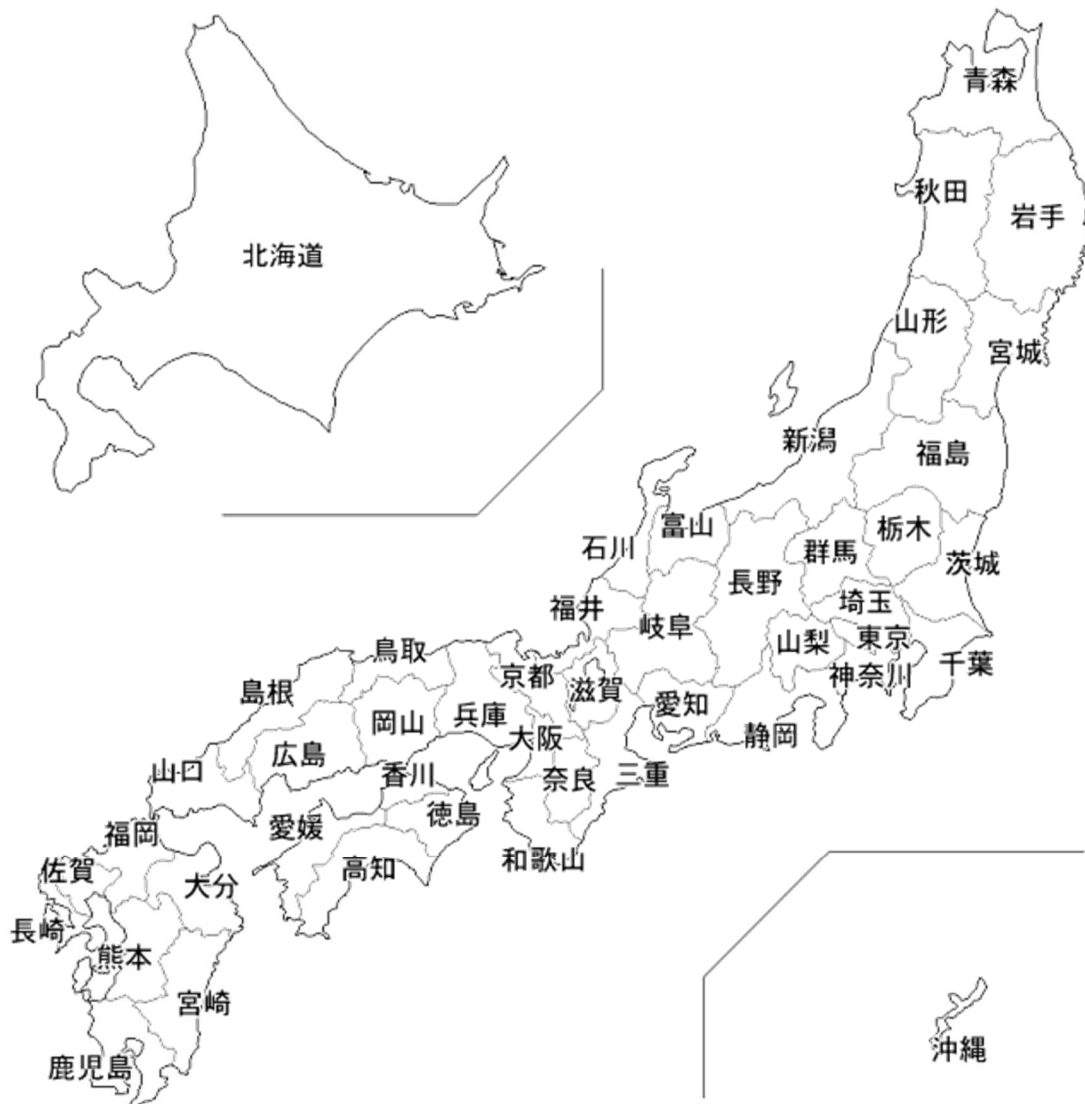 青森
秋田
岩手
北海道
山形
宮城
新潟
福島
富山
栃木
石川
群馬
茨城
長野
福井
埼玉
岐阜
山梨
東京
鳥取
京都
千葉
神奈川
滋賀
島根
愛知
岡山
兵庫
静岡
大阪
広島
山口
香川
奈良
三重
徳島
愛媛
福岡
和歌山
高知
佐賀
大分
長崎
熊本
宮崎
沖縄
鹿児島